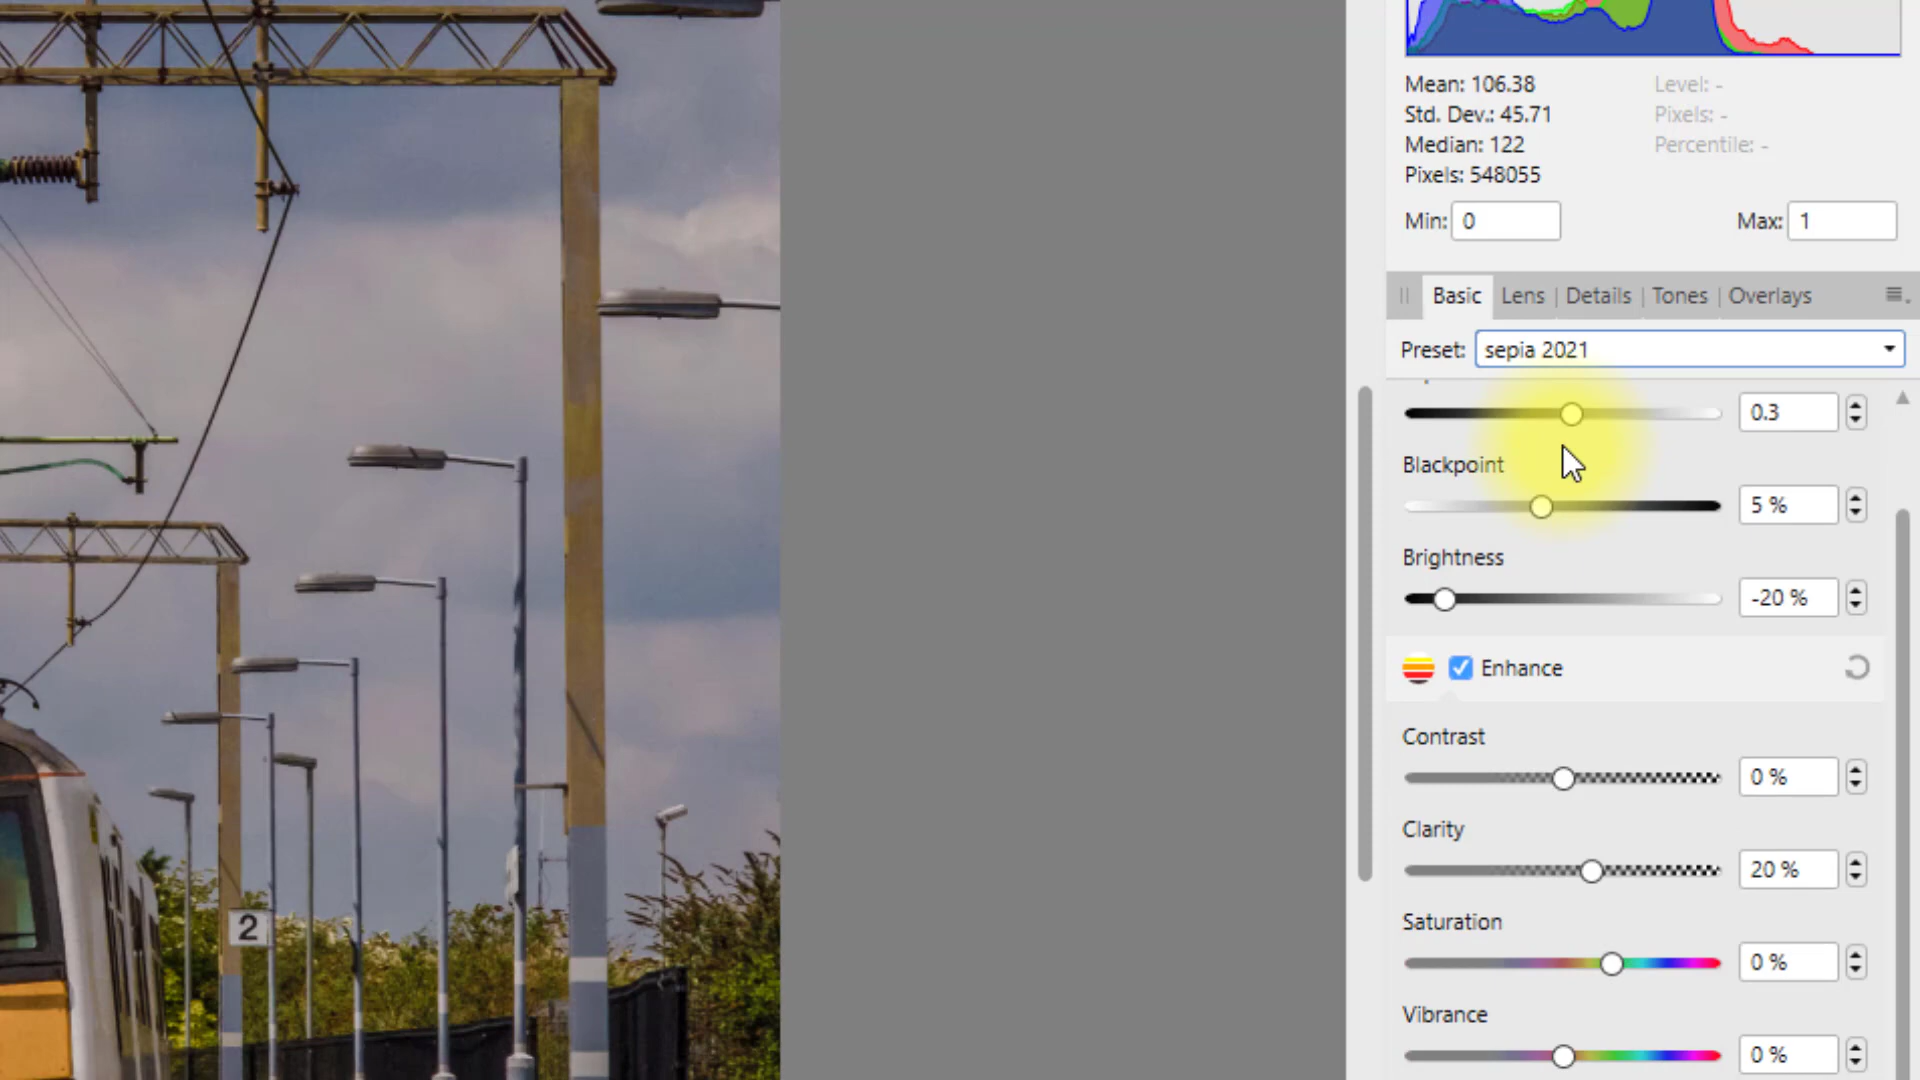 Mean: 106.38
Level: -
Std. Dev.: 45.71
Pixels: -
Median: 122
Percentile: -
Pixels: 548055
Min: 0
Max: 1
Basic Lens Details Tones Overlays
Preset: sepia 2021
0.3
Blackpoint
5 %
Brightness
-20 %
Enhance
Contrast
0 %
Clarity
20 %
Saturation
0 %
Vibrance
0 %
2